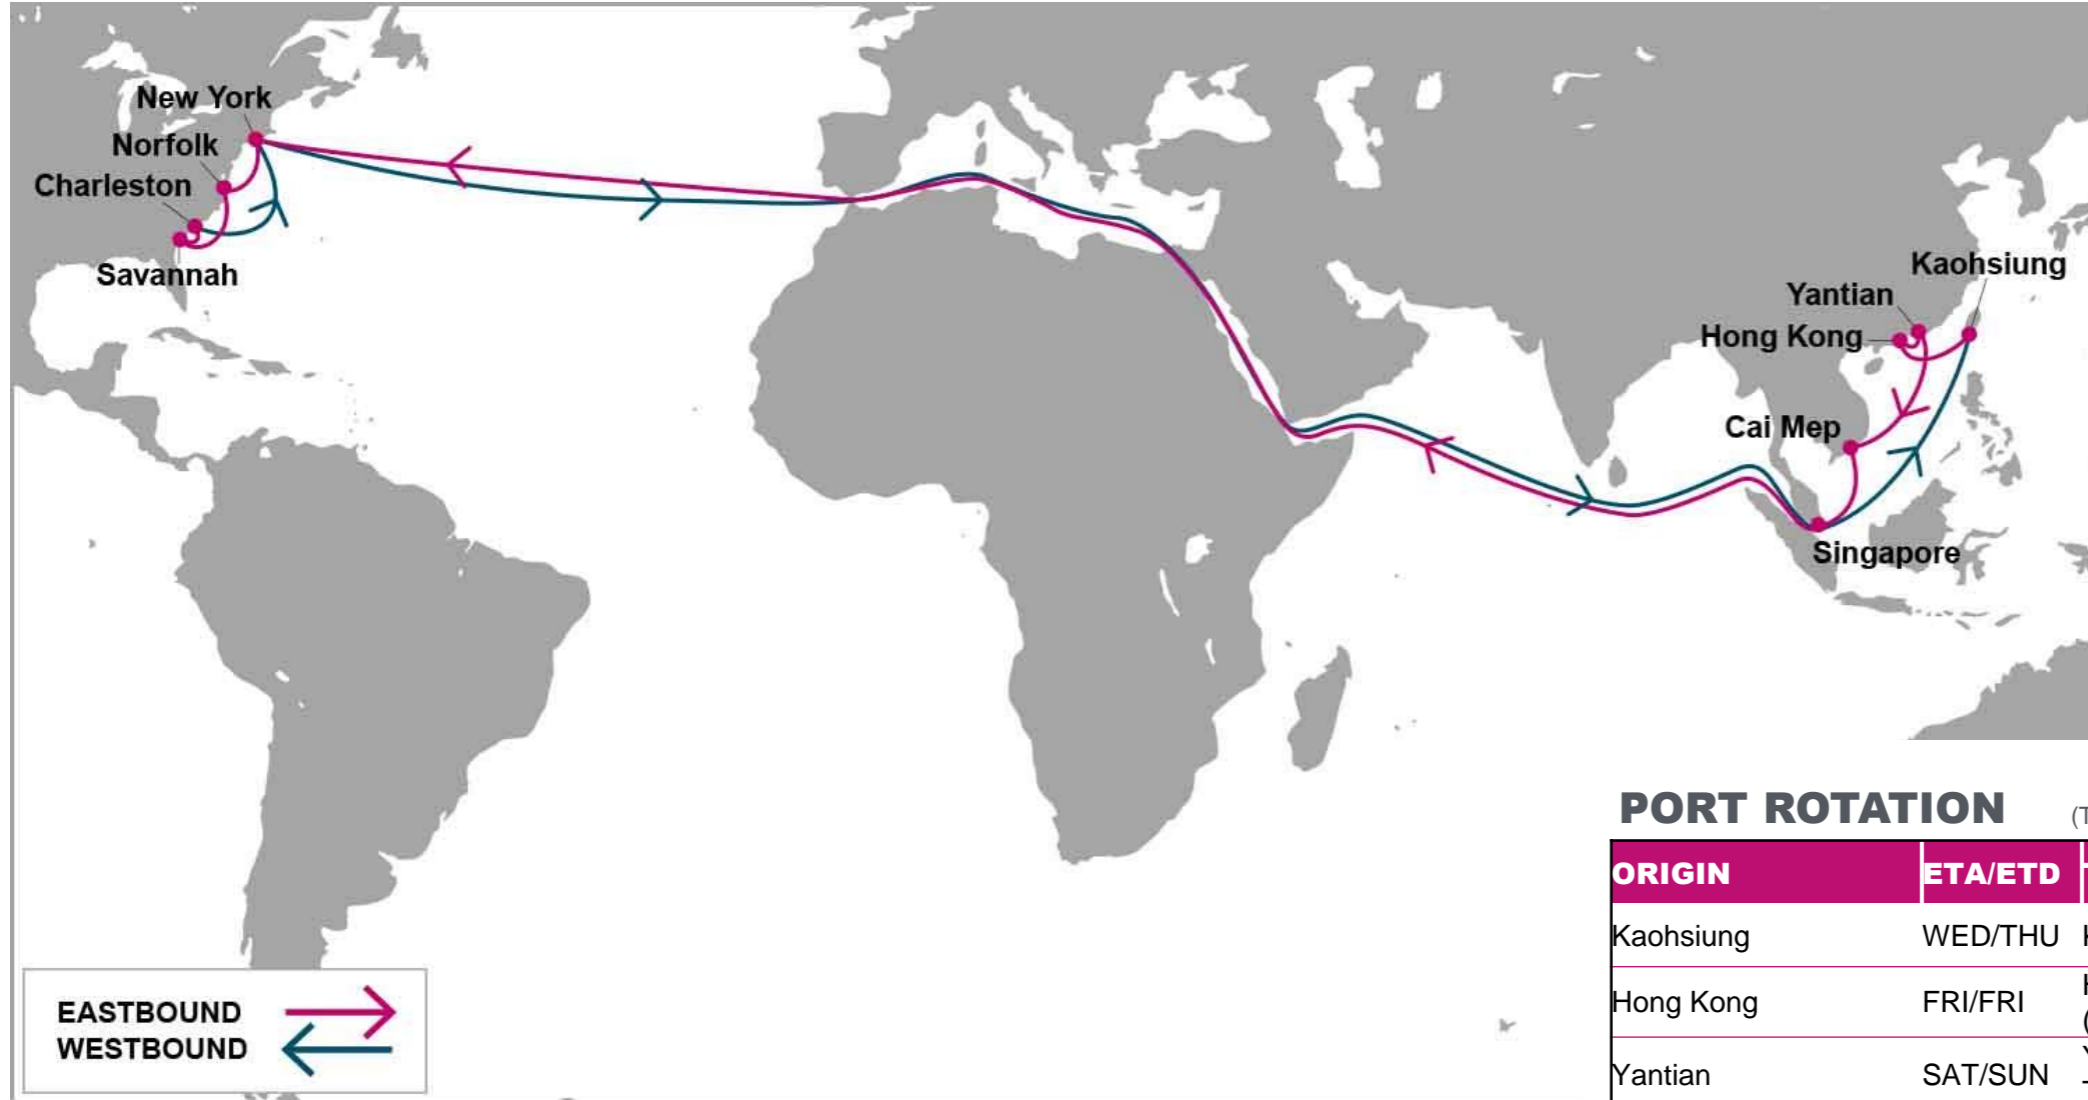 New York
Norfolk
Charleston
Savannah
Kaohsiung
Yantian
Hong Kong
Cai Mep
Singapore
EASTBOUND
WESTBOUND
PORT ROTATION (T
ORIGIN ETA/ETD
Kaohsiung WED/THU
Hong Kong FRI/FRI
Yantian SAT/SUN